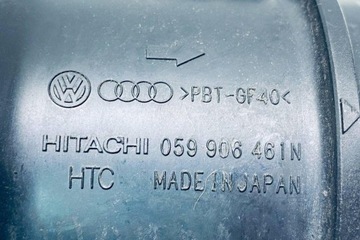 >PBT-GF40<
HITACHI 059 906 461N
HTC MADE IN JAPAN